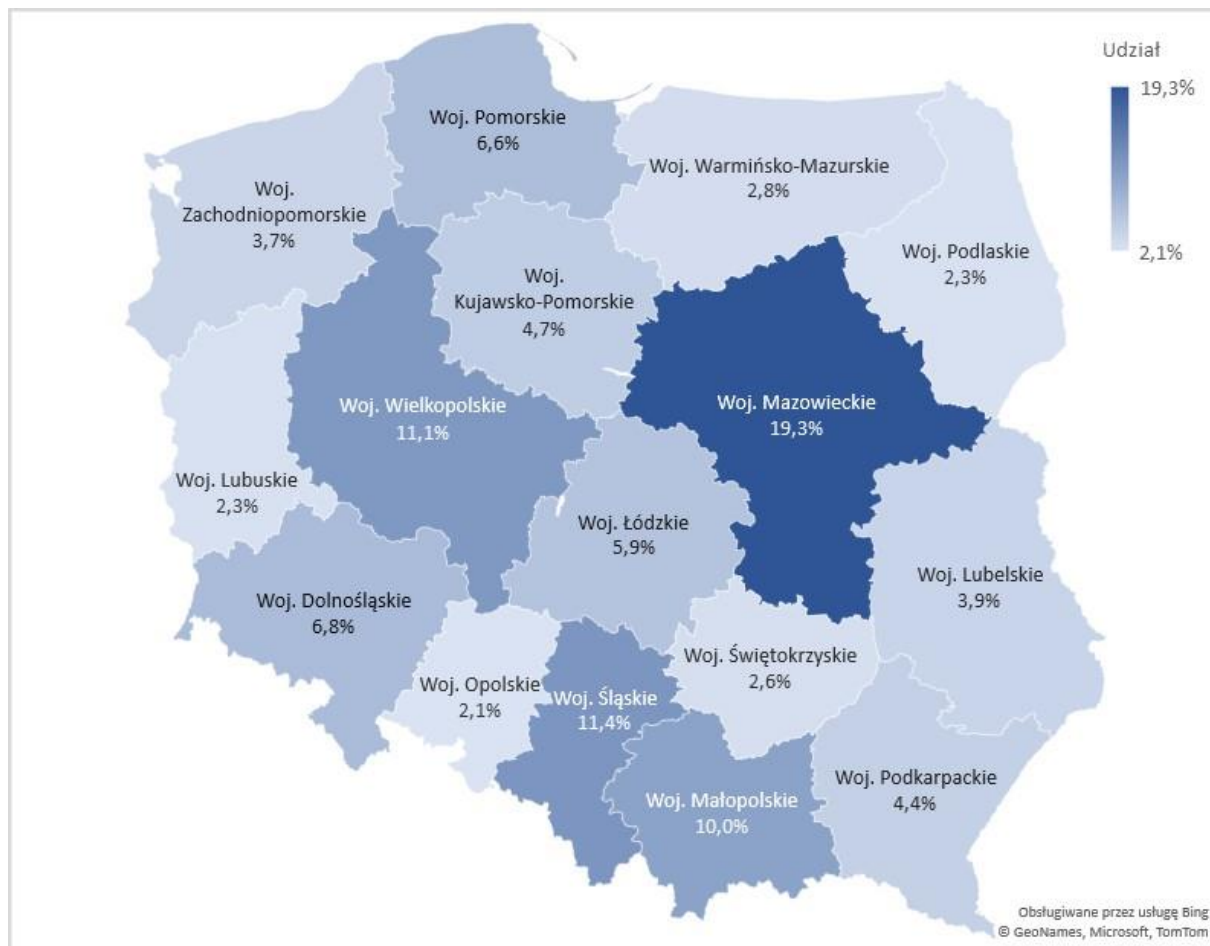 Udział
19,3%
2,1%
Woj. Pomorskie
6,6%
Woj. Warmińsko-Mazurskie
2,8%
Woj.
Zachodniopomorskie
3,7%
Woj. Podlaskie
2,3%
Woj.
Kujawsko-Pomorskie
4,7%
Woj. Wielkopolskie
11,1%
Woj. Mazowieckie
19,3%
Woj. Lubuskie
2,3%
Woj. Łódzkie
5,9%
Woj. Lubelskie
3,9%
Woj. Dolnośląskie
6,8%
Woj. Opolskie
2,1%
Woj. Śląskie
11,4%
Woj. Świętokrzyskie
2,6%
Woj. Małopolskie
10,0%
Woj. Podkarpackie
4,4%
Obsługiwane przez usługę Bing
© GeoNames, Microsoft, TomTom